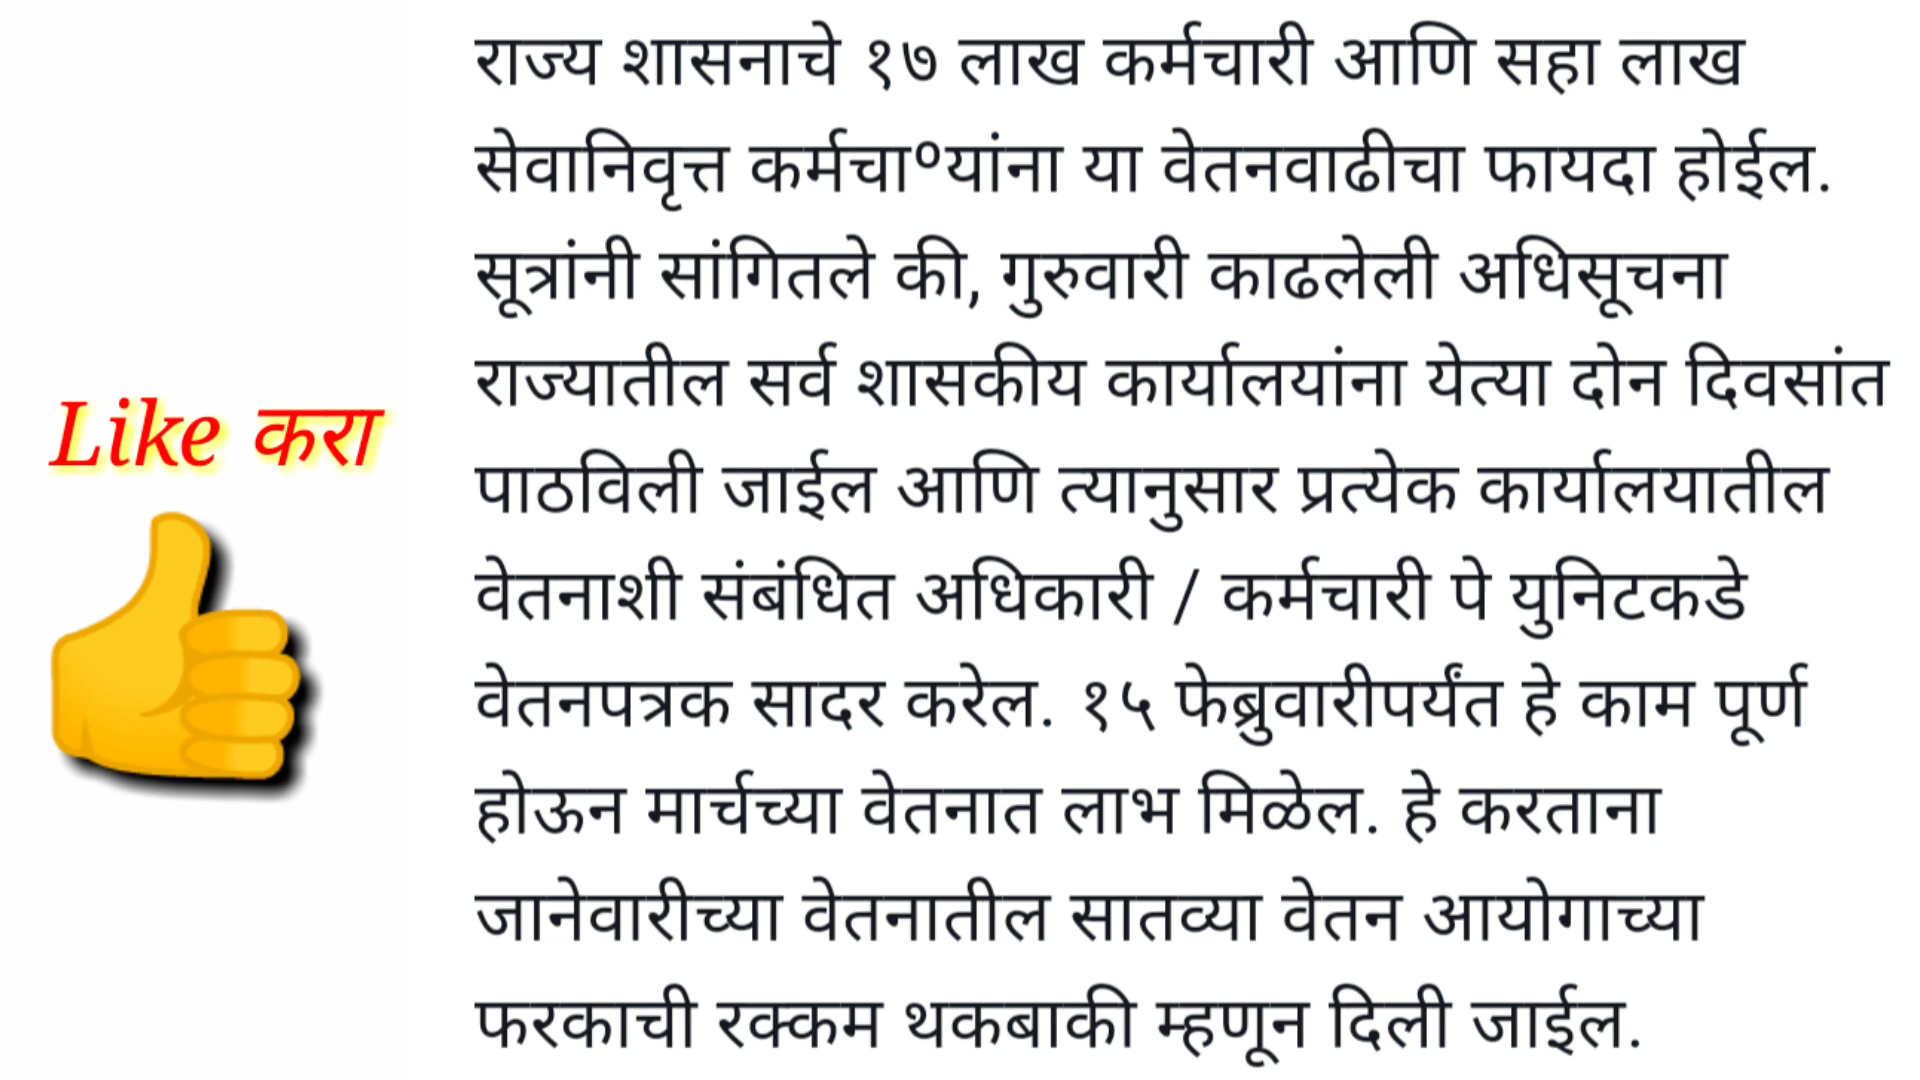 राज्य शासनाचे १७ लाख कर्मचारी आणि सहा लाख
सेवानिवृत्त कर्मचाºयांना या वेतनवाढीचा फायदा होईल.
सूत्रांनी सांगितले की, गुरुवारी काढलेली अधिसूचना
राज्यातील सर्व शासकीय कार्यालयांना येत्या दोन दिवसांत
पाठविली जाईल आणि त्यानुसार प्रत्येक कार्यालयातील
वेतनाशी संबंधित अधिकारी / कर्मचारी पे युनिटकडे
वेतनपत्रक सादर करेल. १५ फेब्रुवारीपर्यंत हे काम पूर्ण
होऊन मार्चच्या वेतनात लाभ मिळेल. हे करताना
जानेवारीच्या वेतनातील सातव्या वेतन आयोगाच्या
फरकाची रक्कम थकबाकी म्हणून दिली जाईल.
Like करा